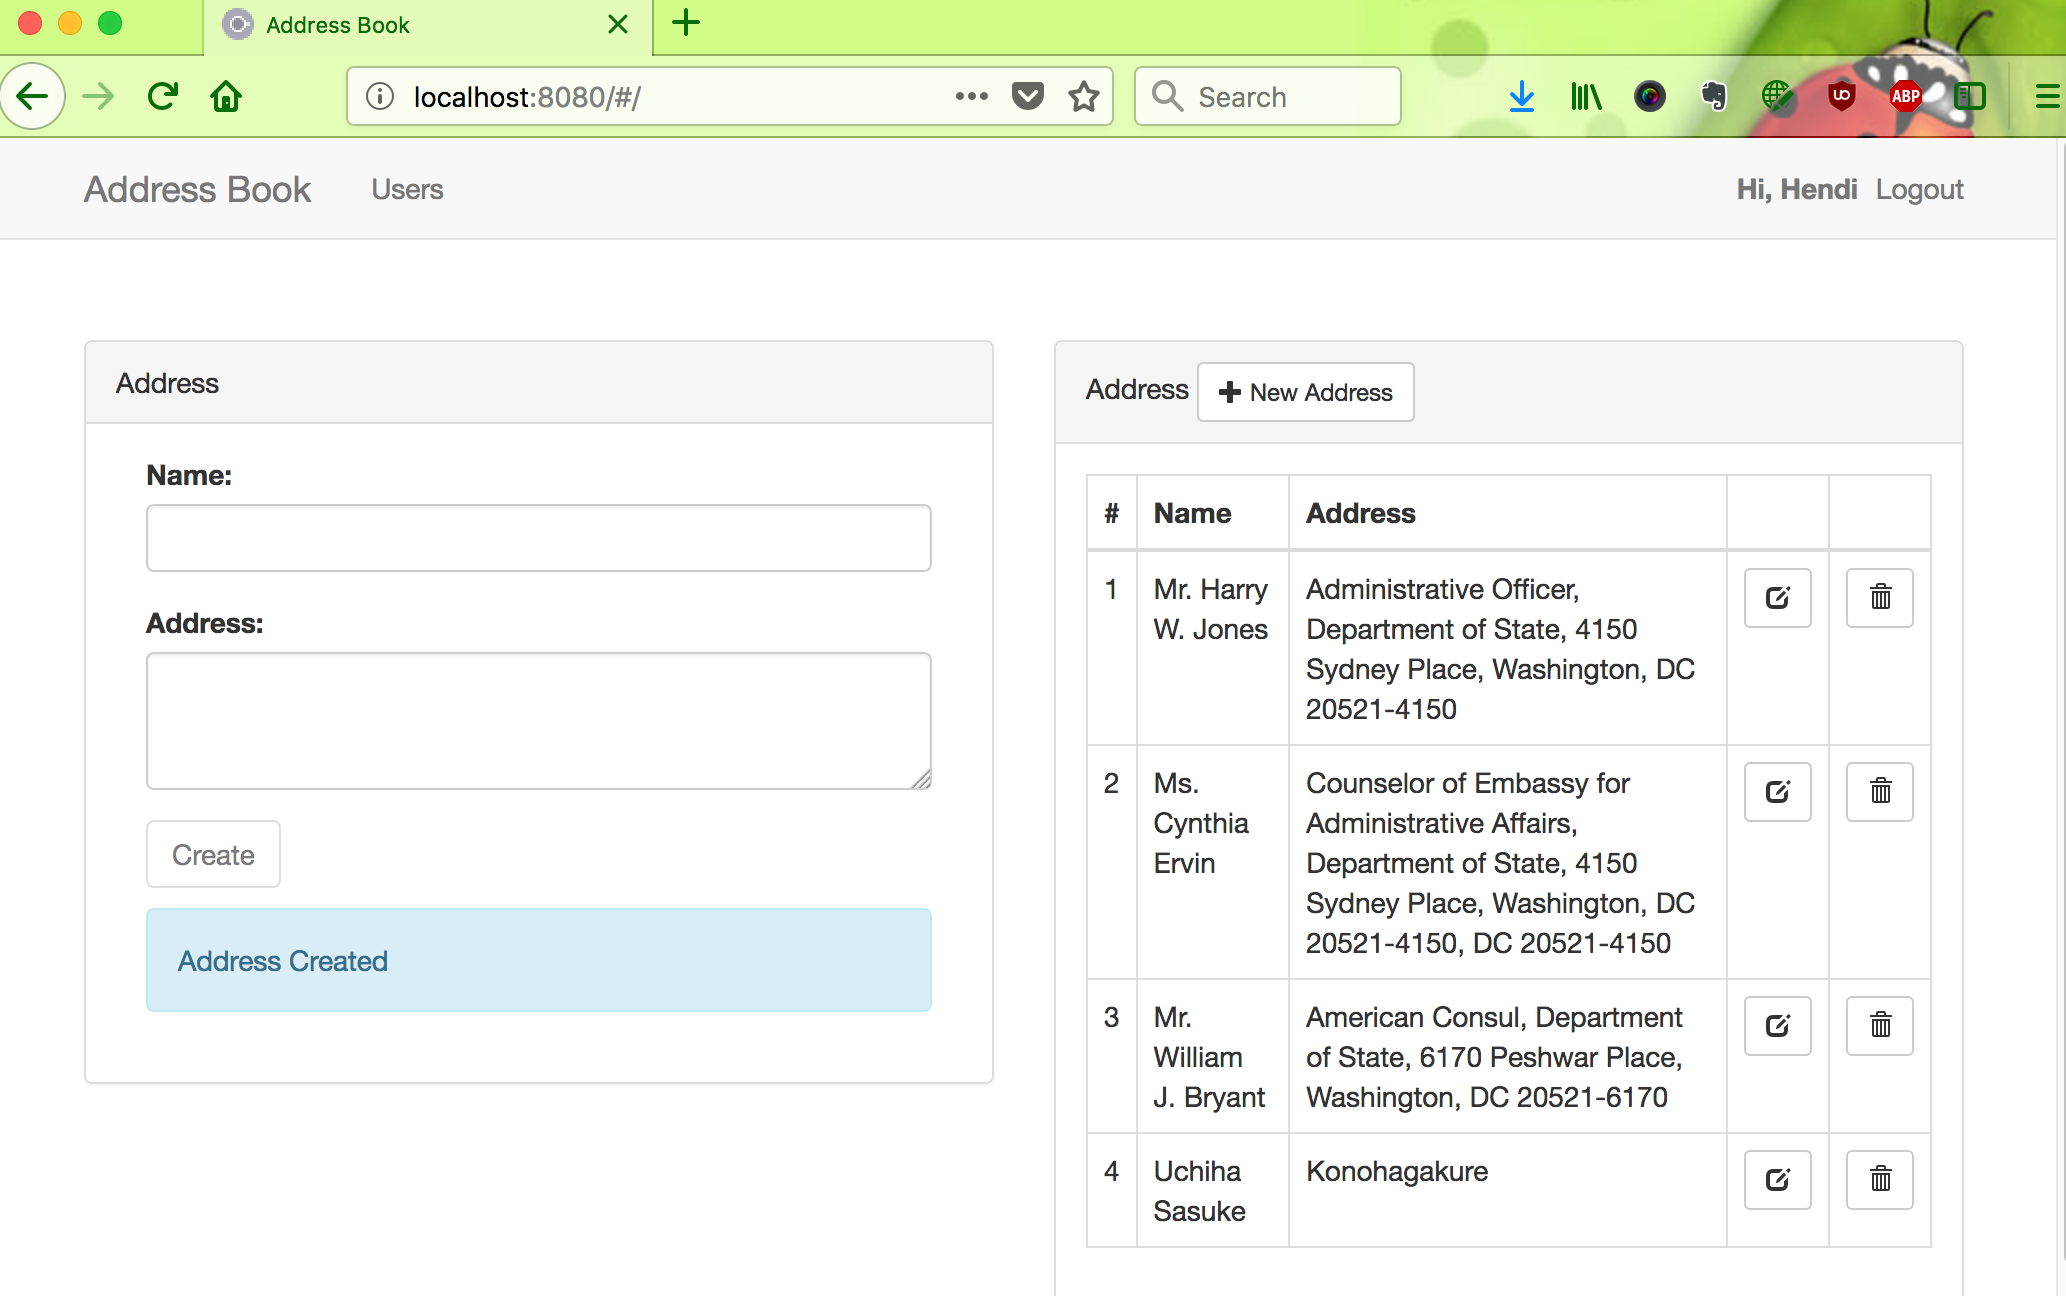 Address Book
localhost:8080/#/
Search
UO
ABP
Address Book
Users
Hi, Hendi
Logout
Address
Name:
Address:
Create
Address Created
Address
New Address
# Name Address
1 Mr. Harry W. Jones
Administrative Officer,
Department of State, 4150
Sydney Place, Washington, DC
20521-4150
2 Ms. Cynthia Ervin
Counselor of Embassy for
Administrative Affairs,
Department of State, 4150
Sydney Place, Washington, DC
20521-4150, DC 20521-4150
3 Mr. William J. Bryant
American Consul, Department
of State, 6170 Peshwar Place,
Washington, DC 20521-6170
4 Uchiha Sasuke
Konohagakure